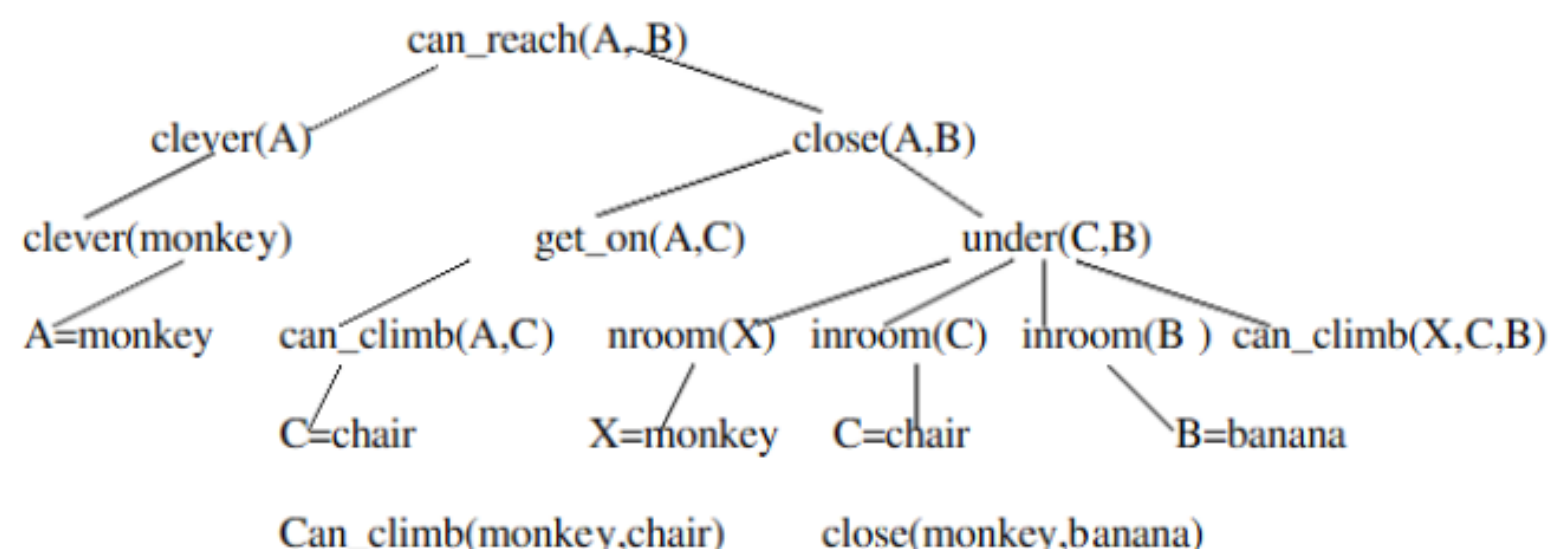 can_reach(A, B)
clever(A) close(A,B)
clever(monkey) get_on(A,C) under(C,B)
A=monkey can_climb(A,C) nroom(X) inroom(C) inroom(B ) can_climb(X,C,B)
C=chair X=monkey C=chair B=banana
Can_climb(monkey,chair) close(monkey,banana)